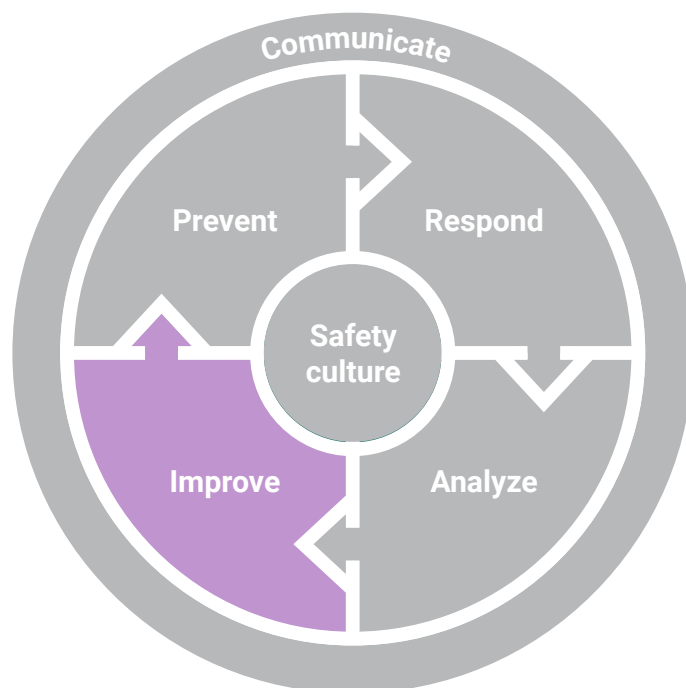 Communicate
Prevent
Respond
Safety
culture
Improve
Analyze